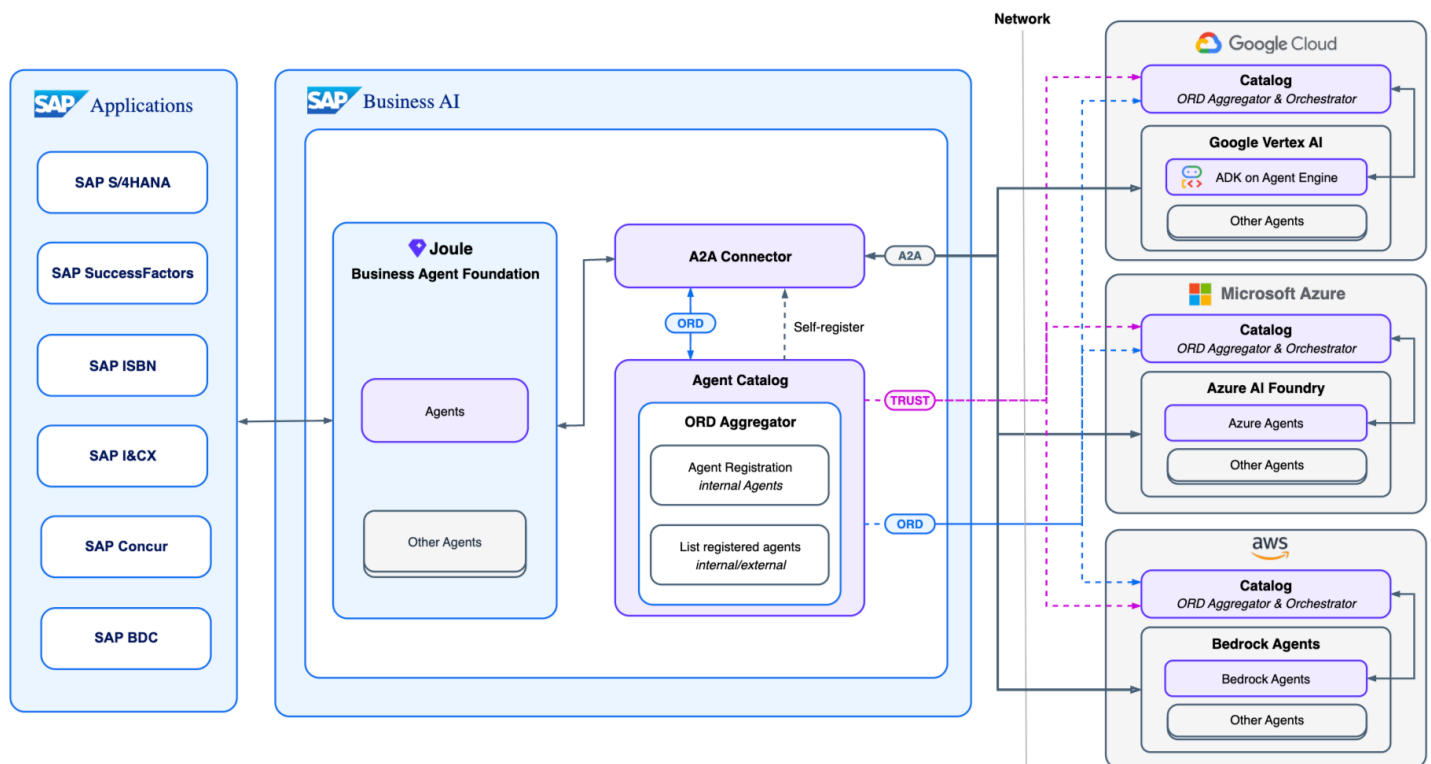 Network
SAP Applications
SAP S/4HANA
SAP SuccessFactors
SAP ISBN
SAP I&CX
SAP Concur
SAP BDC
SAP Business AI
Joule
Business Agent Foundation
Agents
Other Agents
A2A Connector
A2A
ORD
Self-register
Agent Catalog
ORD Aggregator
Agent Registration
internal Agents
List registered agents
internal/external
TRUST
ORD
Google Cloud
Catalog
ORD Aggregator & Orchestrator
Google Vertex AI
ADK on Agent Engine
Other Agents
Microsoft Azure
Catalog
ORD Aggregator & Orchestrator
Azure AI Foundry
Azure Agents
Other Agents
aws
Catalog
ORD Aggregator & Orchestrator
Bedrock Agents
Bedrock Agents
Other Agents